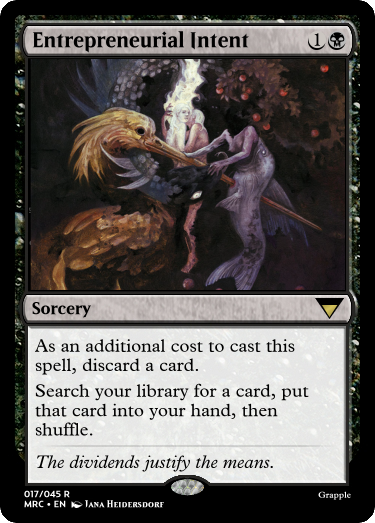 Entrepreneurial Intent 1
Sorcery
As an additional cost to cast this
spell, discard a card.
Search your library for a card, put
that card into your hand, then
shuffle.
The dividends justify the means.
017/045 R
MRC • EN Jana Heidersdorf
Grapple